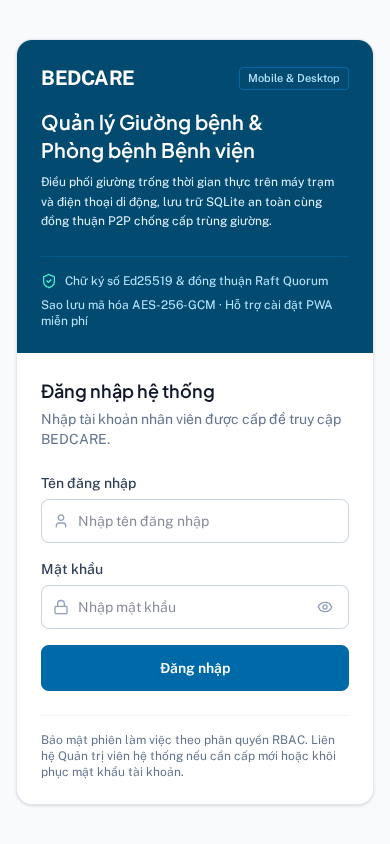 BEDCARE
Mobile & Desktop
Quản lý Giường bệnh &
Phòng bệnh Bệnh viện
Điều phối giường trống thời gian thực trên máy trạm
và điện thoại di động, lưu trữ SQLite an toàn cùng
đồng thuận P2P chống cấp trùng giường.
Chữ ký số Ed25519 & đồng thuận Raft Quorum
Sao lưu mã hóa AES-256-GCM · Hỗ trợ cài đặt PWA
miễn phí
Đăng nhập hệ thống
Nhập tài khoản nhân viên được cấp để truy cập
BEDCARE.
Tên đăng nhập
Nhập tên đăng nhập
Mật khẩu
Nhập mật khẩu
Đăng nhập
Bảo mật phiên làm việc theo phân quyền RBAC. Liên
hệ Quản trị viên hệ thống nếu cần cấp mới hoặc khôi
phục mật khẩu tài khoản.